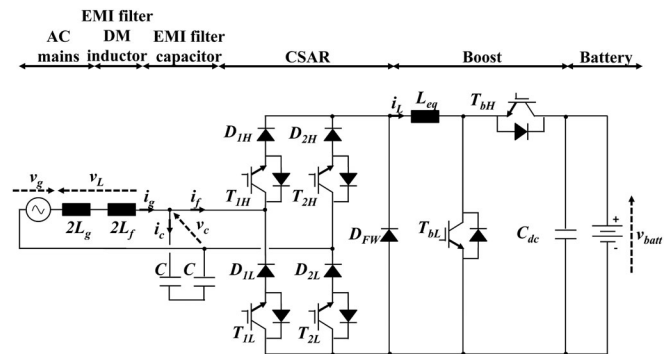 EMI filter
AC DM EMI filter
mains inductor capacitor CSAR Boost Battery
i_L L_eq T_bH
D_1H D_2H
T_1H T_2H
v_g v_L i_g i_f
2L_g 2L_f i_c v_c
D_FW T_bL C_dc + - v_batt
C C D_1L D_2L
T_1L T_2L